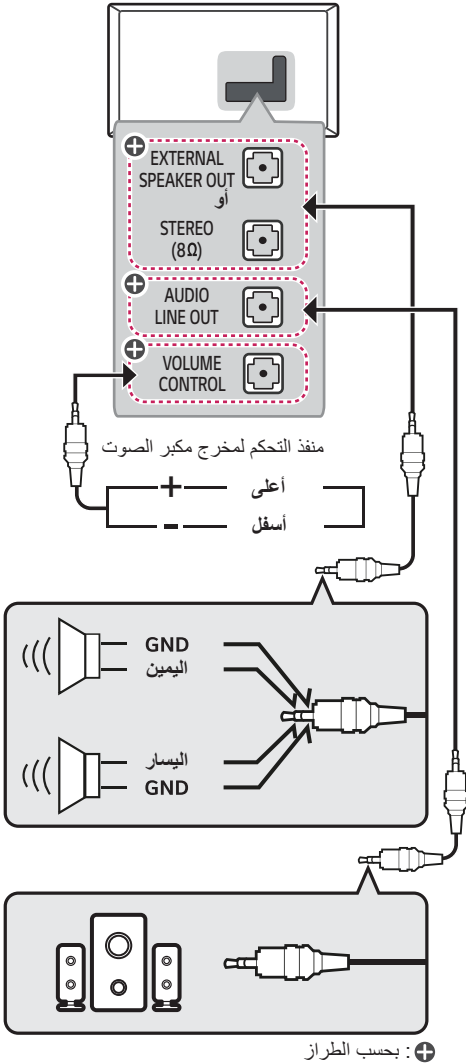 EXTERNAL
SPEAKER OUT
أو
STEREO
(8Ω)
AUDIO
LINE OUT
VOLUME
CONTROL
منفذ التحكم لمخرج مكبر الصوت
+ أعلى
- أسفل
GND
اليمين
اليسار
GND
: بحسب الطراز